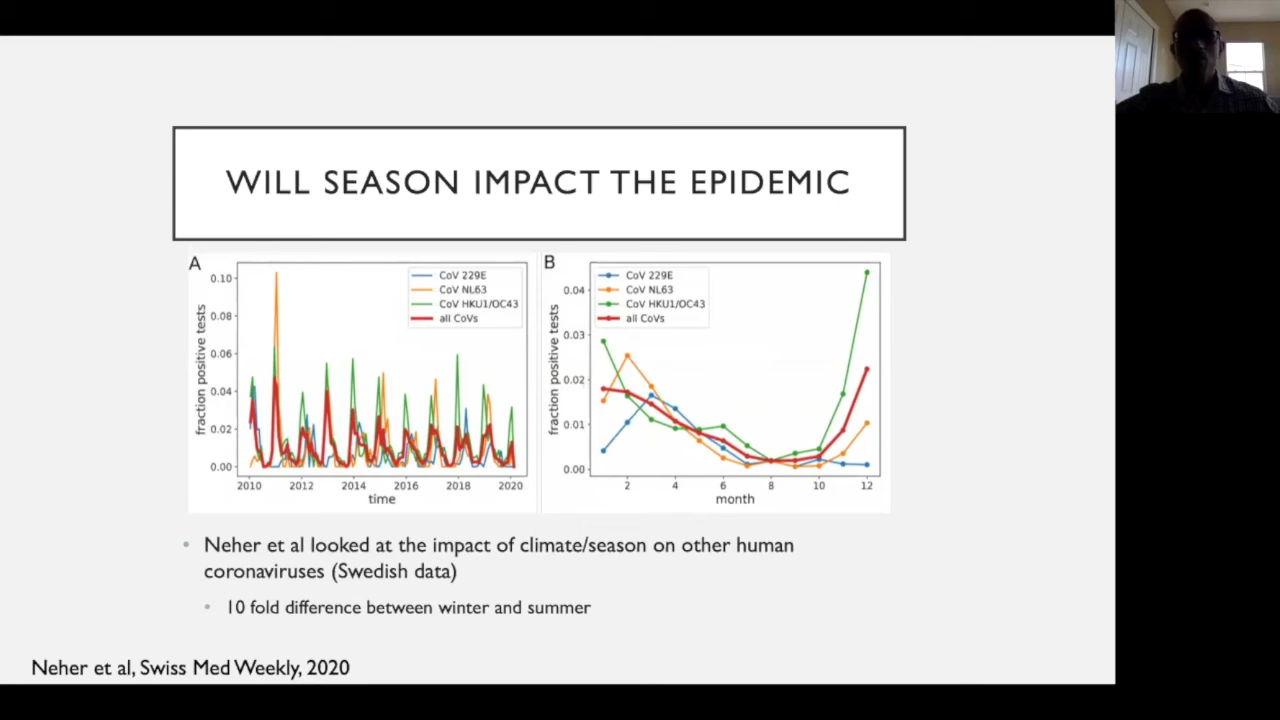 WILL SEASON IMPACT THE EPIDEMIC
A
CoV 229E
CoV NL63
CoV HKU1/OC43
all CoVs
fraction positive tests
0.10
0.08
0.06
0.04
0.02
0.00
2010 2012 2014 2016 2018 2020
time
B
CoV 229E
CoV NL63
CoV HKU1/OC43
all CoVs
fraction positive tests
0.04
0.03
0.02
0.01
0.00
2 4 6 8 10 12
month
• Neher et al looked at the impact of climate/season on other human
coronaviruses (Swedish data)
• 10 fold difference between winter and summer
Neher et al, Swiss Med Weekly, 2020